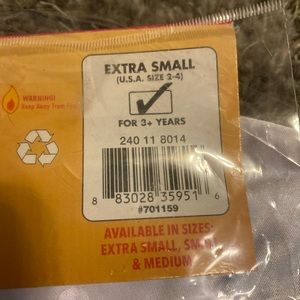 EXTRA SMALL
(U.S.A. SIZE 2-4)
WARNING!
Keep Away From Fire
FOR 3+ YEARS
240 11 8014
8 83028 35951 6
#701159
AVAILABLE IN SIZES:
EXTRA SMALL, SMALL
& MEDIUM